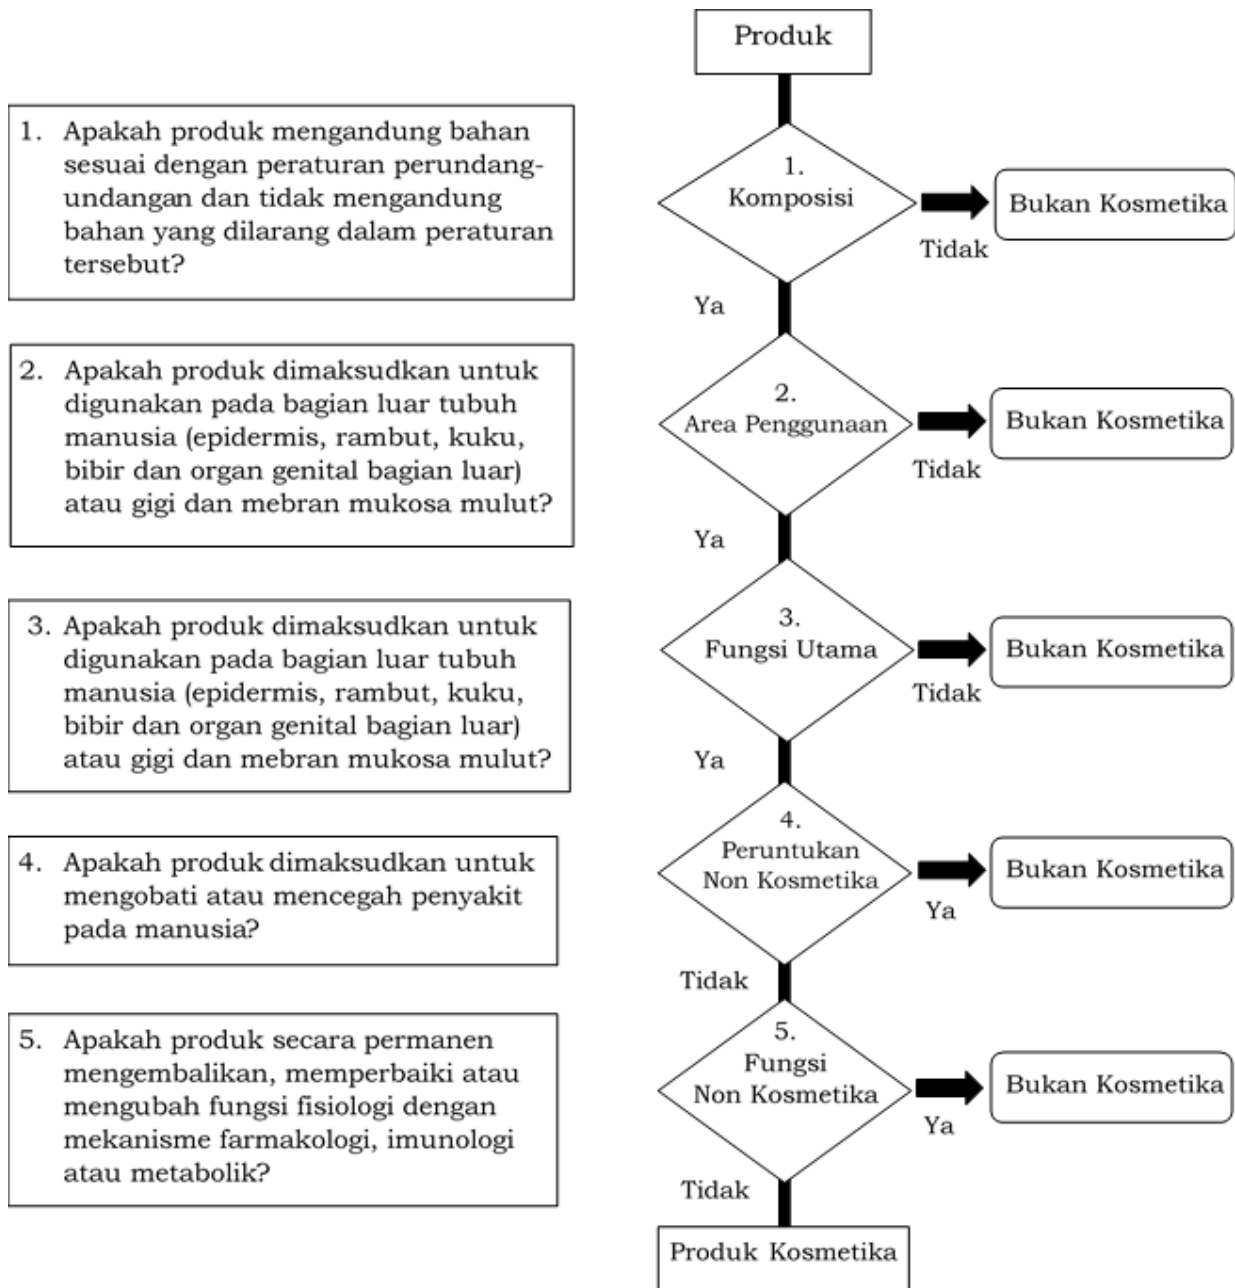 Produk
1. Apakah produk mengandung bahan
sesuai dengan peraturan perundang-
undangan dan tidak mengandung
bahan yang dilarang dalam peraturan
tersebut?
1.
Komposisi
Bukan Kosmetika
Tidak
Ya
2. Apakah produk dimaksudkan untuk
digunakan pada bagian luar tubuh
manusia (epidermis, rambut, kuku,
bibir dan organ genital bagian luar)
atau gigi dan mebran mukosa mulut?
2.
Area Penggunaan
Bukan Kosmetika
Tidak
Ya
3. Apakah produk dimaksudkan untuk
digunakan pada bagian luar tubuh
manusia (epidermis, rambut, kuku,
bibir dan organ genital bagian luar)
atau gigi dan mebran mukosa mulut?
3.
Fungsi Utama
Bukan Kosmetika
Tidak
Ya
4. Apakah produk dimaksudkan untuk
mengobati atau mencegah penyakit
pada manusia?
4.
Peruntukan
Non Kosmetika
Bukan Kosmetika
Ya
Tidak
5. Apakah produk secara permanen
mengembalikan, memperbaiki atau
mengubah fungsi fisiologi dengan
mekanisme farmakologi, imunologi
atau metabolik?
5.
Fungsi
Non Kosmetika
Bukan Kosmetika
Ya
Tidak
Produk Kosmetika